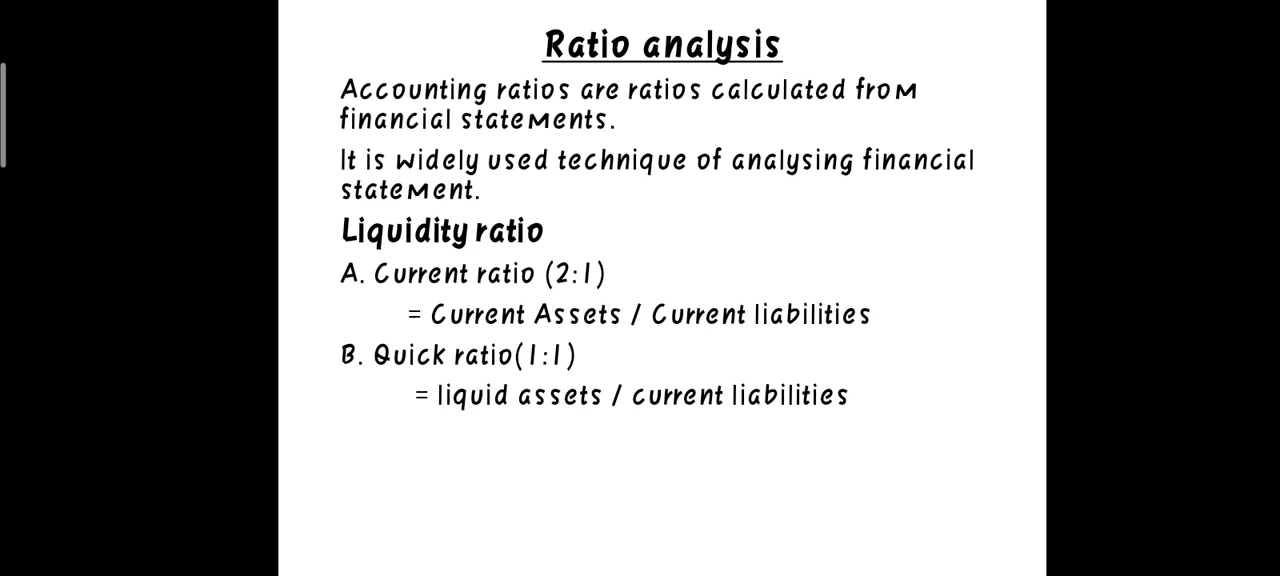 Ratio analysis
Accounting ratios are ratios calculated from
financial statements.
It is widely used technique of analysing financial
statement.
Liquidity ratio
A. Current ratio (2:1)
= Current Assets / Current liabilities
B. Quick ratio(1:1)
= liquid assets / current liabilities